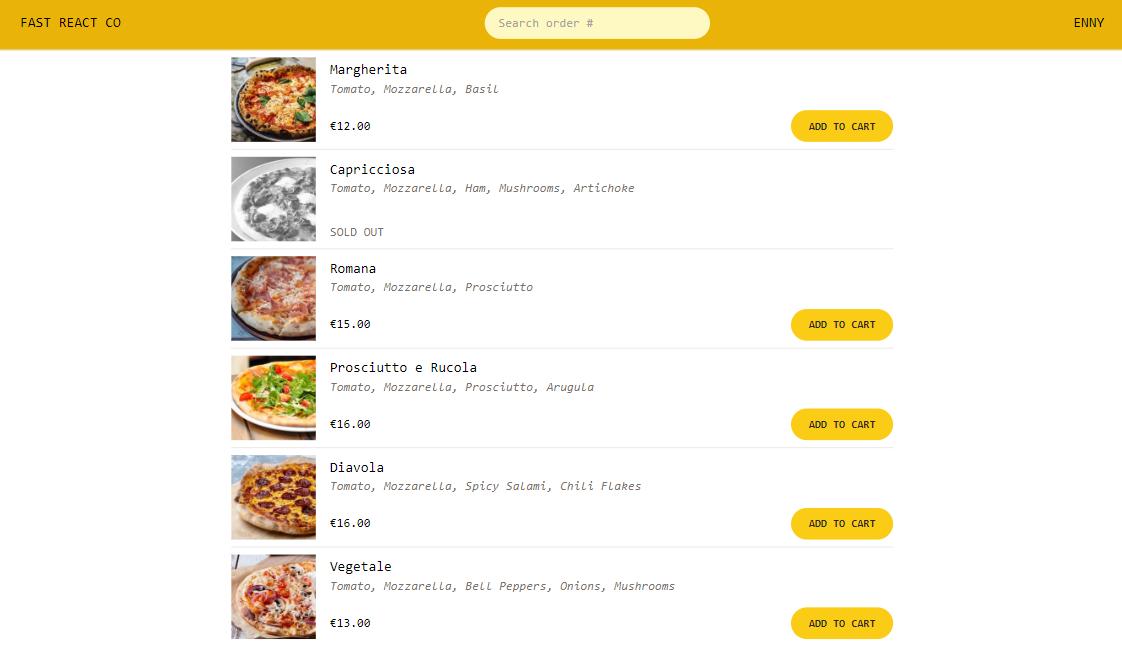 FAST REACT CO
Search order #
ENNY
Margherita
Tomato, Mozzarella, Basil
€12.00
ADD TO CART
Capricciosa
Tomato, Mozzarella, Ham, Mushrooms, Artichoke
SOLD OUT
Romana
Tomato, Mozzarella, Prosciutto
€15.00
ADD TO CART
Prosciutto e Rucola
Tomato, Mozzarella, Prosciutto, Arugula
€16.00
ADD TO CART
Diavola
Tomato, Mozzarella, Spicy Salami, Chili Flakes
€16.00
ADD TO CART
Vegetale
Tomato, Mozzarella, Bell Peppers, Onions, Mushrooms
€13.00
ADD TO CART